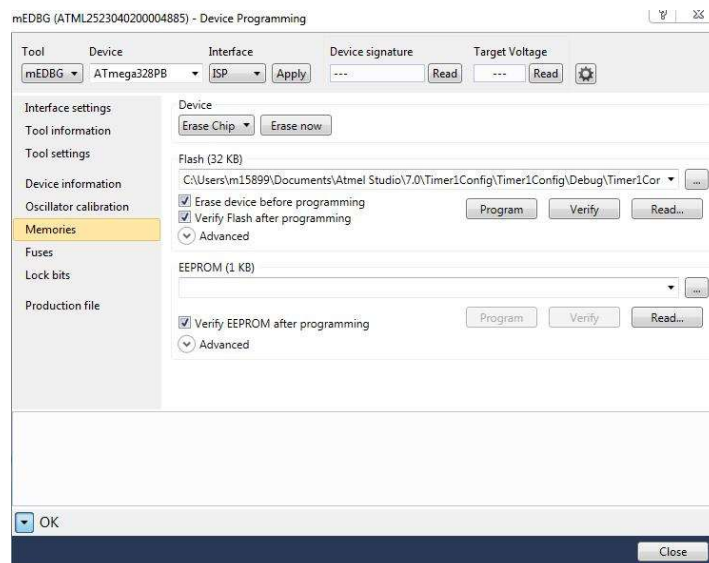 mEDBG (ATML2523040200004885) - Device Programming
Tool Device Interface Device signature Target Voltage
mEDBG ATmega328PB ISP Apply --- Read --- Read
Interface settings
Tool information
Tool settings
Device information
Oscillator calibration
Memories
Fuses
Lock bits
Production file
Device
Erase Chip Erase now
Flash (32 KB)
C:\Users\m15899\Documents\Atmel Studio\7.0\Timer1Config\Timer1Config\Debug\Timer1Cor ...
Erase device before programming
Verify Flash after programming
Program Verify Read...
Advanced
EEPROM (1 KB)
...
Program Verify Read...
Verify EEPROM after programming
Advanced
OK
Close